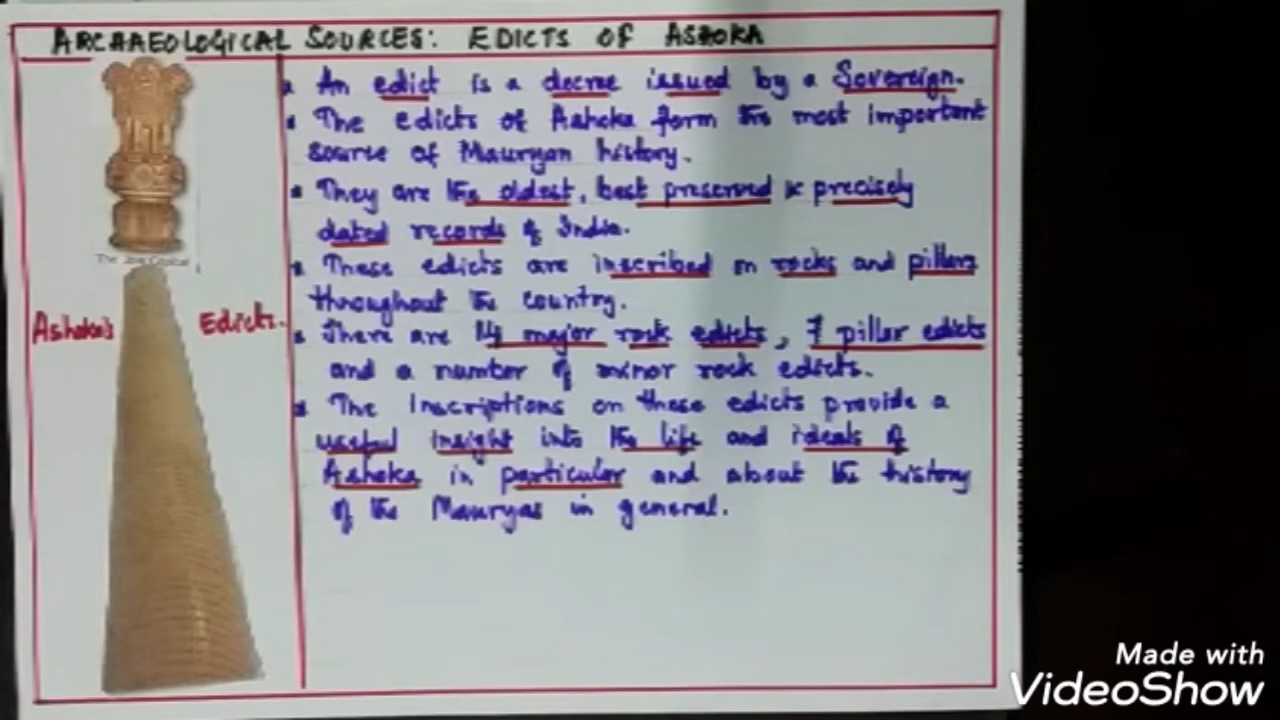 ARCHAEOLOGICAL SOURCES: EDICTS OF ASHOKA
An edict is a decree issued by a Sovereign.
The edicts of Ashoka form the most important
source of Mauryan history.
They are the oldest, best preserved & precisely
dated records of India.
These edicts are inscribed on rocks and pillars
throughout the country.
There are 14 major rock edicts, 7 pillar edicts
and a number of minor rock edicts.
The Inscriptions on these edicts provide a
useful insight into the life and ideals of
Ashoka in particular and about the history
of the Mauryas in general.
The Capital
Ashoka's Edicts.
Made with
VideoShow